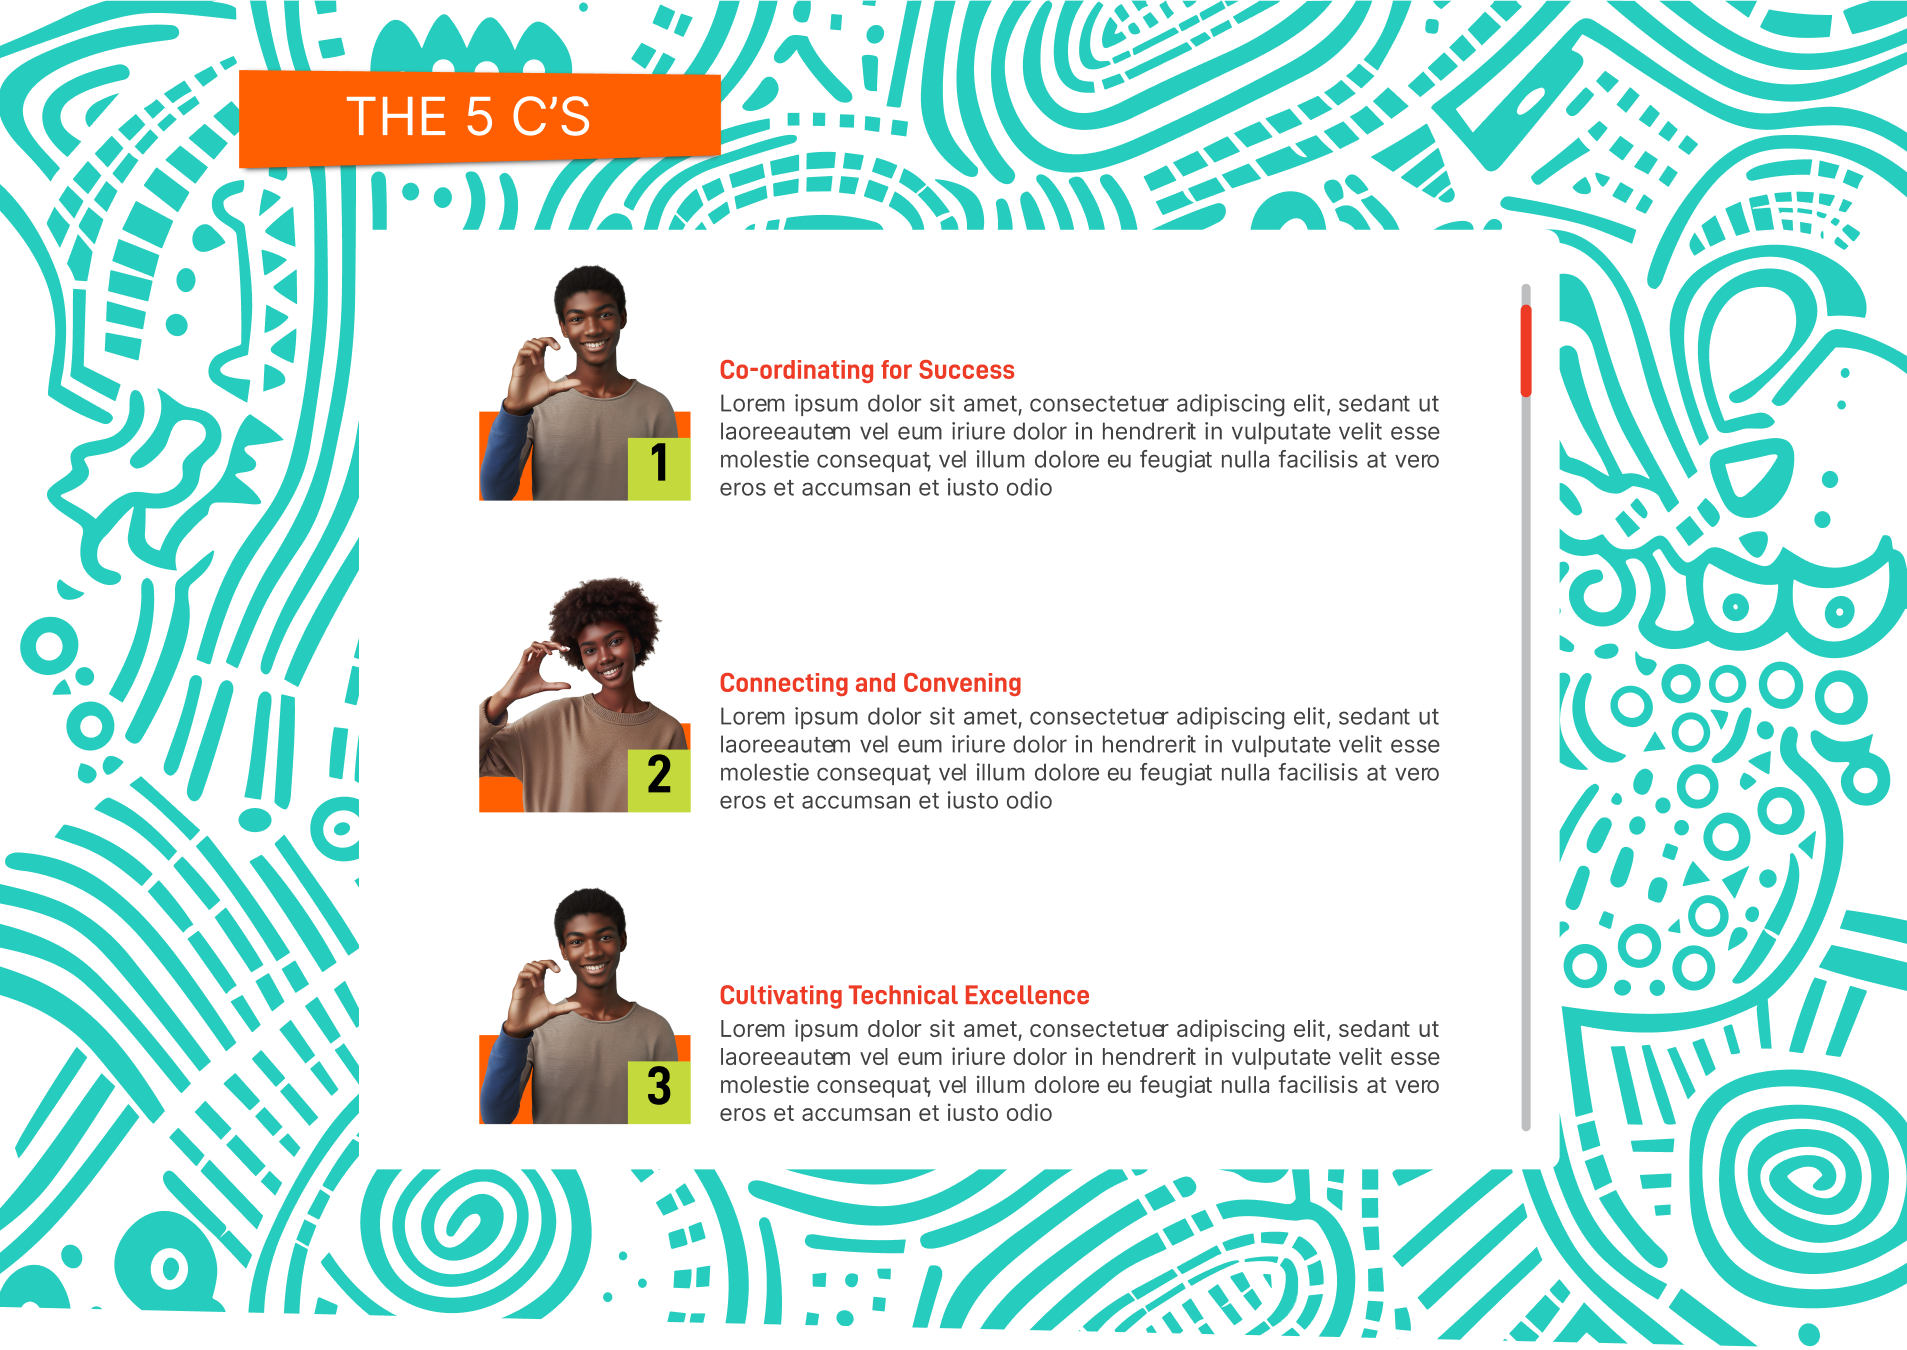 THE 5 C’S
Co-ordinating for Success
Lorem ipsum dolor sit amet, consectetuer adipiscing elit, sedant ut
laoreeautem vel eum iriure dolor in hendrerit in vulputate velit esse
molestie consequat, vel illum dolore eu feugiat nulla facilisis at vero
eros et accumsan et iusto odio
1
Connecting and Convening
Lorem ipsum dolor sit amet, consectetuer adipiscing elit, sedant ut
laoreeautem vel eum iriure dolor in hendrerit in vulputate velit esse
molestie consequat, vel illum dolore eu feugiat nulla facilisis at vero
eros et accumsan et iusto odio
2
Cultivating Technical Excellence
Lorem ipsum dolor sit amet, consectetuer adipiscing elit, sedant ut
laoreeautem vel eum iriure dolor in hendrerit in vulputate velit esse
molestie consequat, vel illum dolore eu feugiat nulla facilisis at vero
eros et accumsan et iusto odio
3